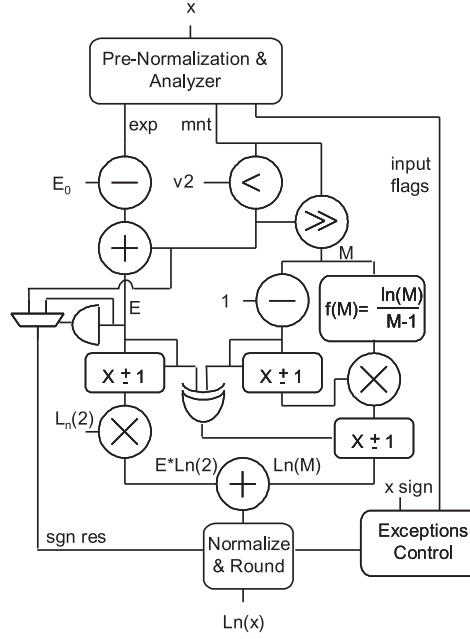 x
Pre-Normalization &
Analyzer
exp
mnt
input
flags
E0
v2
<
>>
−
+
M
1
−
f(M)= ln(M)
M-1
E
X ± 1
X ± 1
Ln(2)
X ± 1
E*Ln(2)
Ln(M)
+
x sign
sgn res
Normalize
& Round
Exceptions
Control
Ln(x)